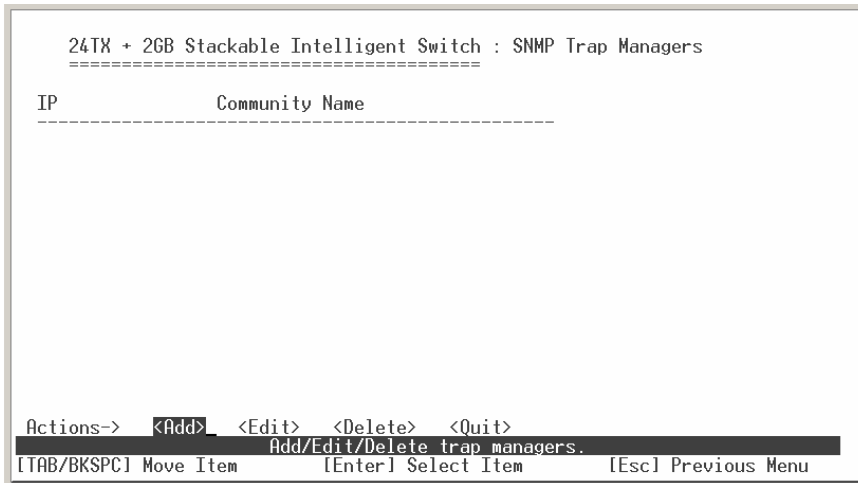 24TX + 2GB Stackable Intelligent Switch : SNMP Trap Managers
=======================================
IP Community Name
-------------------------------------------------
Actions-> <Add> <Edit> <Delete> <Quit>
Add/Edit/Delete trap managers.
[TAB/BKSPC] Move Item [Enter] Select Item [Esc] Previous Menu